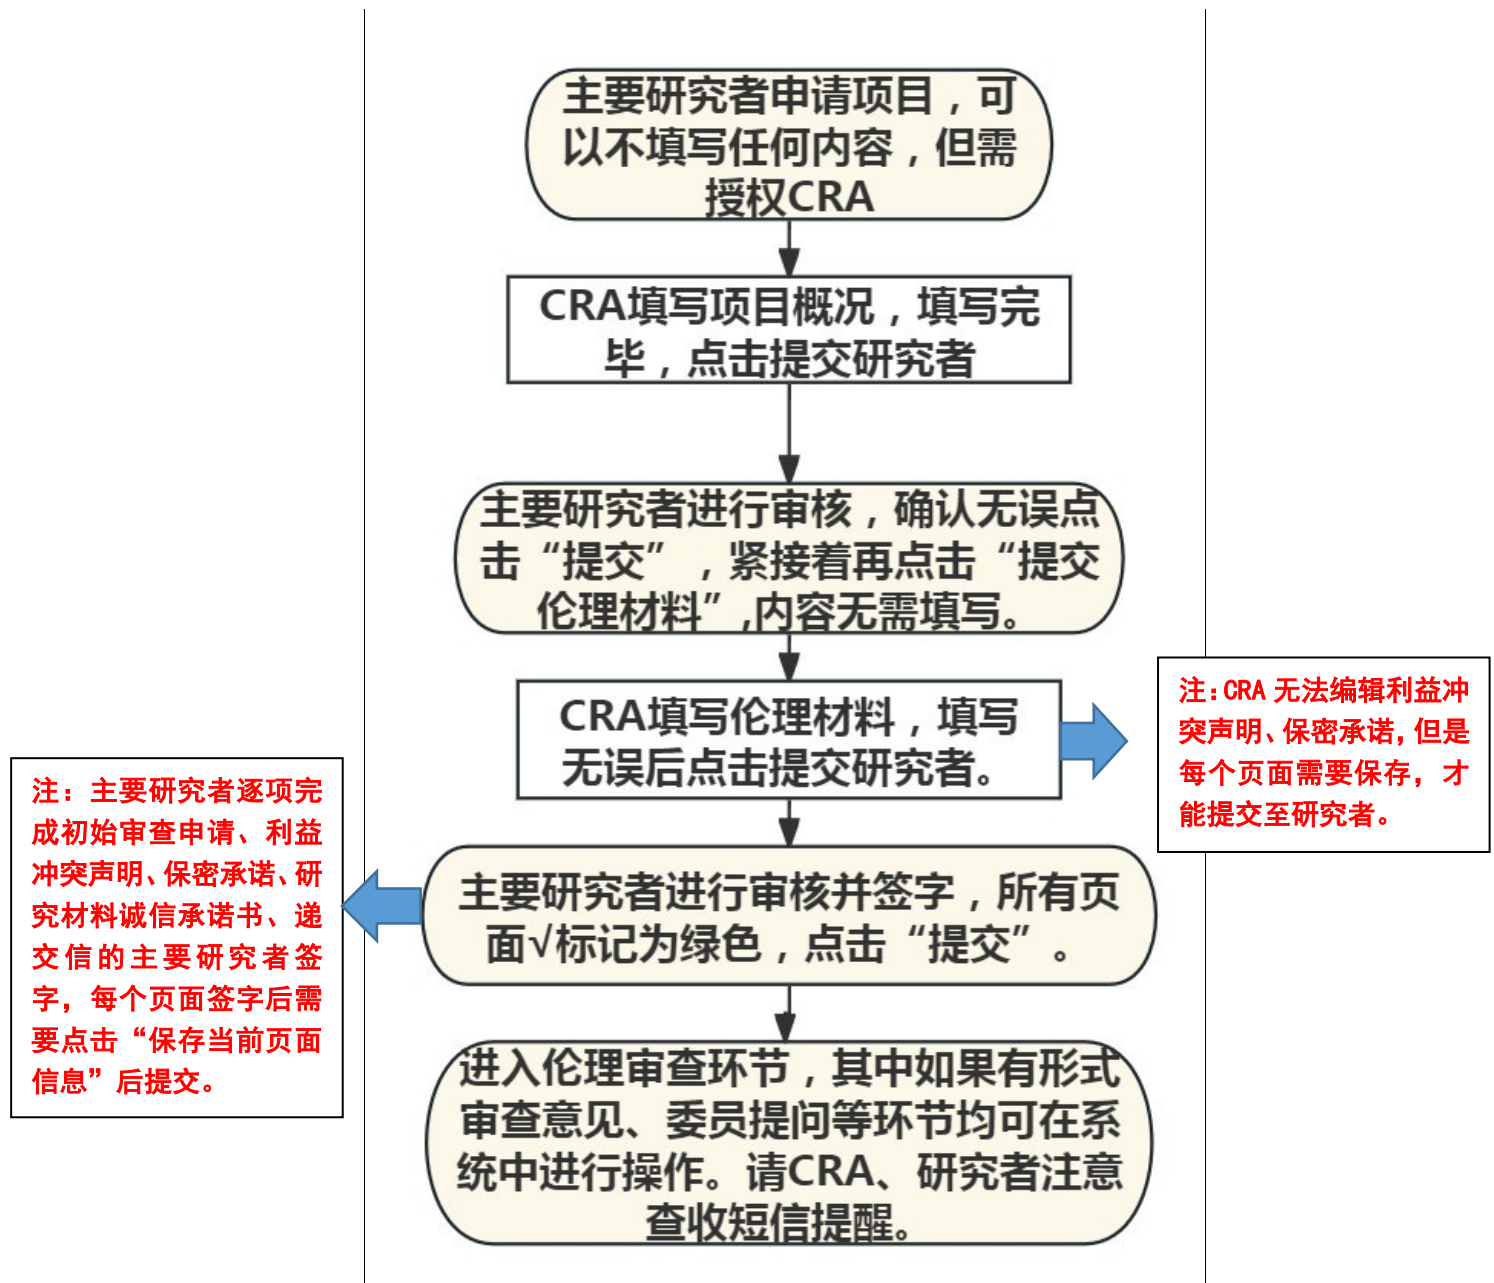 主要研究者申请项目，可
以不填写任何内容，但需
授权CRA
CRA填写项目概况，填写完
毕，点击提交研究者
主要研究者进行审核，确认无误点
击“提交”，紧接着再点击“提交
伦理材料”,内容无需填写。
CRA填写伦理材料，填写
无误后点击提交研究者。
注：CRA 无法编辑利益冲
突声明、保密承诺，但是
每个页面需要保存，才
能提交至研究者。
主要研究者进行审核并签字，所有页
面√标记为绿色，点击“提交”。
注：主要研究者逐项完
成初始审查申请、利益
冲突声明、保密承诺、研
究材料诚信承诺书、递
交信的主要研究者签
字，每个页面签字后需
要点击“保存当前页面
信息”后提交。
进入伦理审查环节，其中如果有形式
审查意见、委员提问等环节均可在系
统中进行操作。请CRA、研究者注意
查收短信提醒。